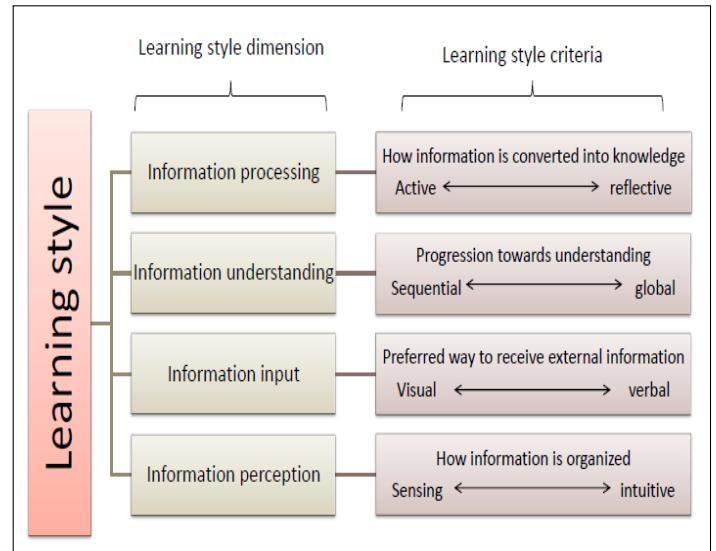 Learning style dimension
Learning style criteria
Learning style
Information processing
How information is converted into knowledge
Active reflective
Information understanding
Progression towards understanding
Sequential global
Information input
Preferred way to receive external information
Visual verbal
Information perception
How information is organized
Sensing intuitive